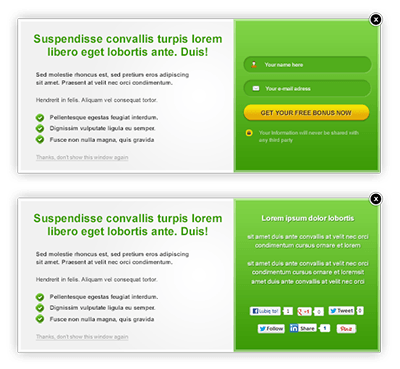 x
Suspendisse convallis turpis lorem
libero eget lobortis ante. Duis!
Sed molestie rhoncus est, sed pretium eros adipiscing
sit amet. Praesent at velit nec orci condimentum.
Hendrerit in felis. Aliquam vel consequat tortor.
Pellentesque egestas feugiat interdum,
Dignissim vulputate ligula eu semper.
Fusce non nulla magna, quis gravida
Thanks, don't show this window again
Your name here
Your e-mail adress
GET YOUR FREE BONUS NOW
Your Information will never be shared with
any third party
x
Suspendisse convallis turpis lorem
libero eget lobortis ante. Duis!
Sed molestie rhoncus est, sed pretium eros adipiscing
sit amet. Praesent at velit nec orci condimentum.
Hendrerit in felis. Aliquam vel consequat tortor.
Pellentesque egestas feugiat interdum,
Dignissim vulputate ligula eu semper.
Fusce non nulla magna, quis gravida
Thanks, don't show this window again
Lorem ipsum dolor lobortis
sit amet duis ante convallis at velit nec orci
condimentum cursus ornare et lorem
amet duis ante convallis at velit nec orci
condimentum cursus ornare et loremsit
amet duis ante convallis at velit nec orci
Lubię to! 1 +1 0 Tweet 0
Follow in Share 1 Pin it